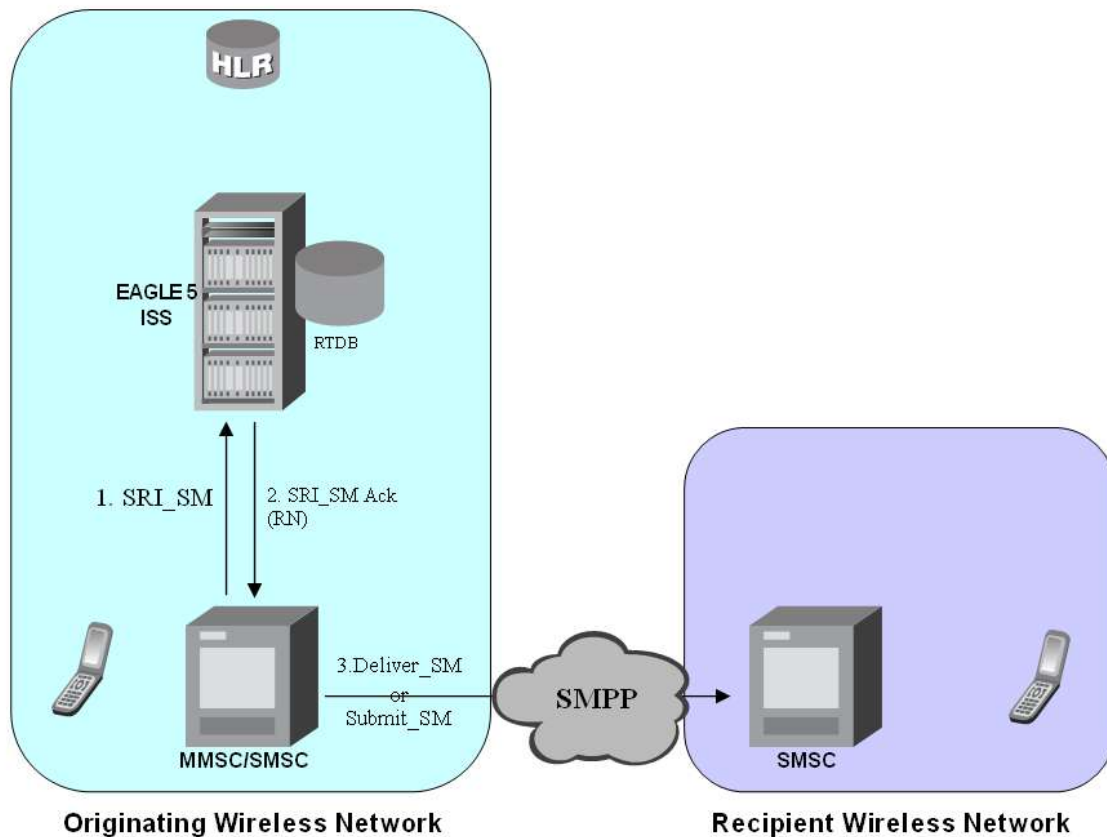 HLR
EAGLE 5
ISS
RTDB
1. SRI_SM
2. SRI_SM Ack
(RN)
3.Deliver_SM
or
Submit_SM
SMPP
MMSC/SMSC
SMSC
Originating Wireless Network
Recipient Wireless Network